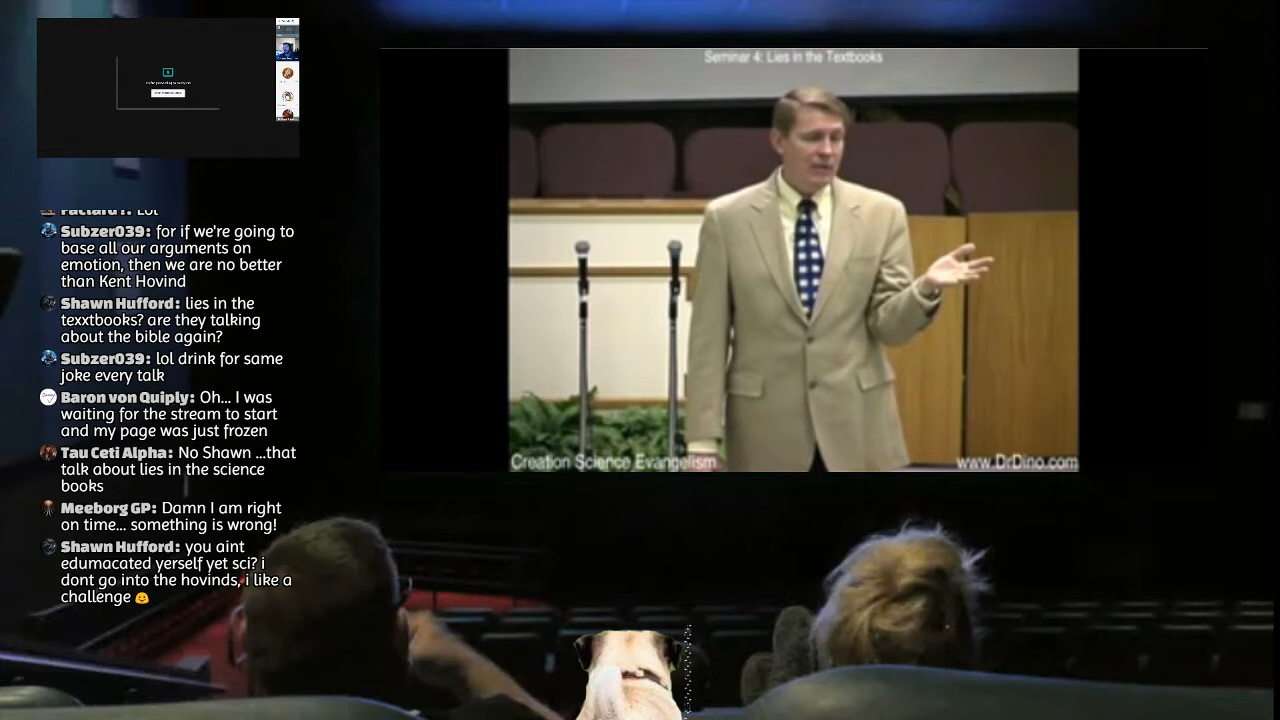 Seminar 4: Lies in the Textbooks
Lol
Subzer039: for if we're going to
base all our arguments on
emotion, then we are no better
than Kent Hovind
Shawn Hufford: lies in the
texxtbooks? are they talking
about the bible again?
Subzer039: lol drink for same
joke every talk
Baron von Quiply: Oh... I was
waiting for the stream to start
and my page was just frozen
Tau Ceti Alpha: No Shawn ...that
talk about lies in the science
books
Meeborg GP: Damn I am right
on time... something is wrong!
Shawn Hufford: you aint
edumacated yerself yet sci? i
dont go into the hovinds, i like a
challenge
Creation Science Evangelism
www.DrDino.com